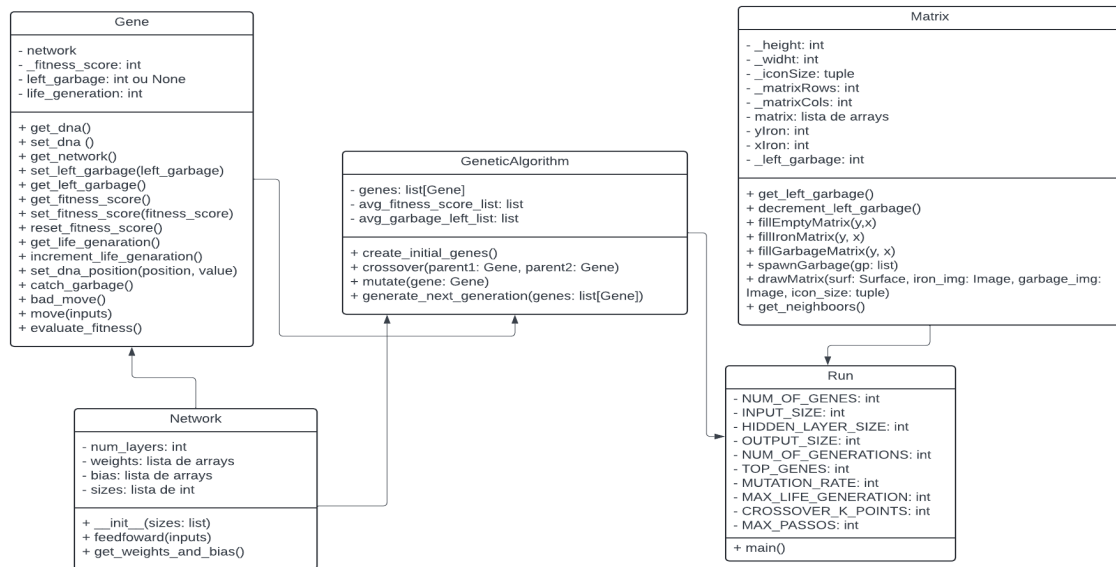 Gene
- network
- _fitness_score: int
- left_garbage: int ou None
- life_generation: int
+ get_dna()
+ set_dna ()
+ get_network()
+ set_left_garbage(left_garbage)
+ get_left_garbage()
+ get_fitness_score()
+ set_fitness_score(fitness_score)
+ reset_fitness_score()
+ get_life_genaration()
+ increment_life_genaration()
+ set_dna_position(position, value)
+ catch_garbage()
+ bad_move()
+ move(inputs)
+ evaluate_fitness()
Network
- num_layers: int
- weights: lista de arrays
- bias: lista de arrays
- sizes: lista de int
+ __init__(sizes: list)
+ feedfoward(inputs)
+ get_weights_and_bias()
GeneticAlgorithm
- genes: list[Gene]
- avg_fitness_score_list: list
- avg_garbage_left_list: list
+ create_initial_genes()
+ crossover(parent1: Gene, parent2: Gene)
+ mutate(gene: Gene)
+ generate_next_generation(genes: list[Gene])
Matrix
- _height: int
- _widht: int
- _iconSize: tuple
- _matrixRows: int
- _matrixCols: int
- matrix: lista de arrays
- yIron: int
- xIron: int
- _left_garbage: int
+ get_left_garbage()
+ decrement_left_garbage()
+ fillEmptyMatrix(y,x)
+ fillIronMatrix(y, x)
+ fillGarbageMatrix(y, x)
+ spawnGarbage(gp: list)
+ drawMatrix(surf: Surface, iron_img: Image, garbage_img:
Image, icon_size: tuple)
+ get_neighboors()
Run
- NUM_OF_GENES: int
- INPUT_SIZE: int
- HIDDEN_LAYER_SIZE: int
- OUTPUT_SIZE: int
- NUM_OF_GENERATIONS: int
- TOP_GENES: int
- MUTATION_RATE: int
- MAX_LIFE_GENERATION: int
- CROSSOVER_K_POINTS: int
- MAX_PASSOS: int
+ main()